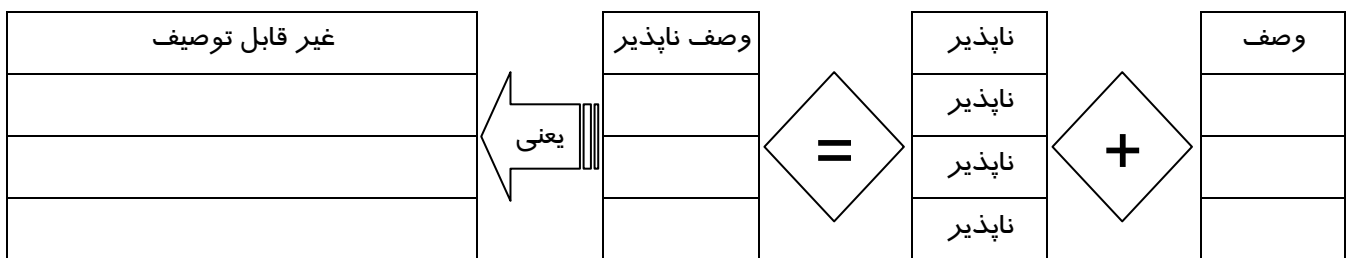 وصف + ناپذیر = وصف ناپذیر یعنی غیر قابل توصیف
ناپذیر
ناپذیر
ناپذیر